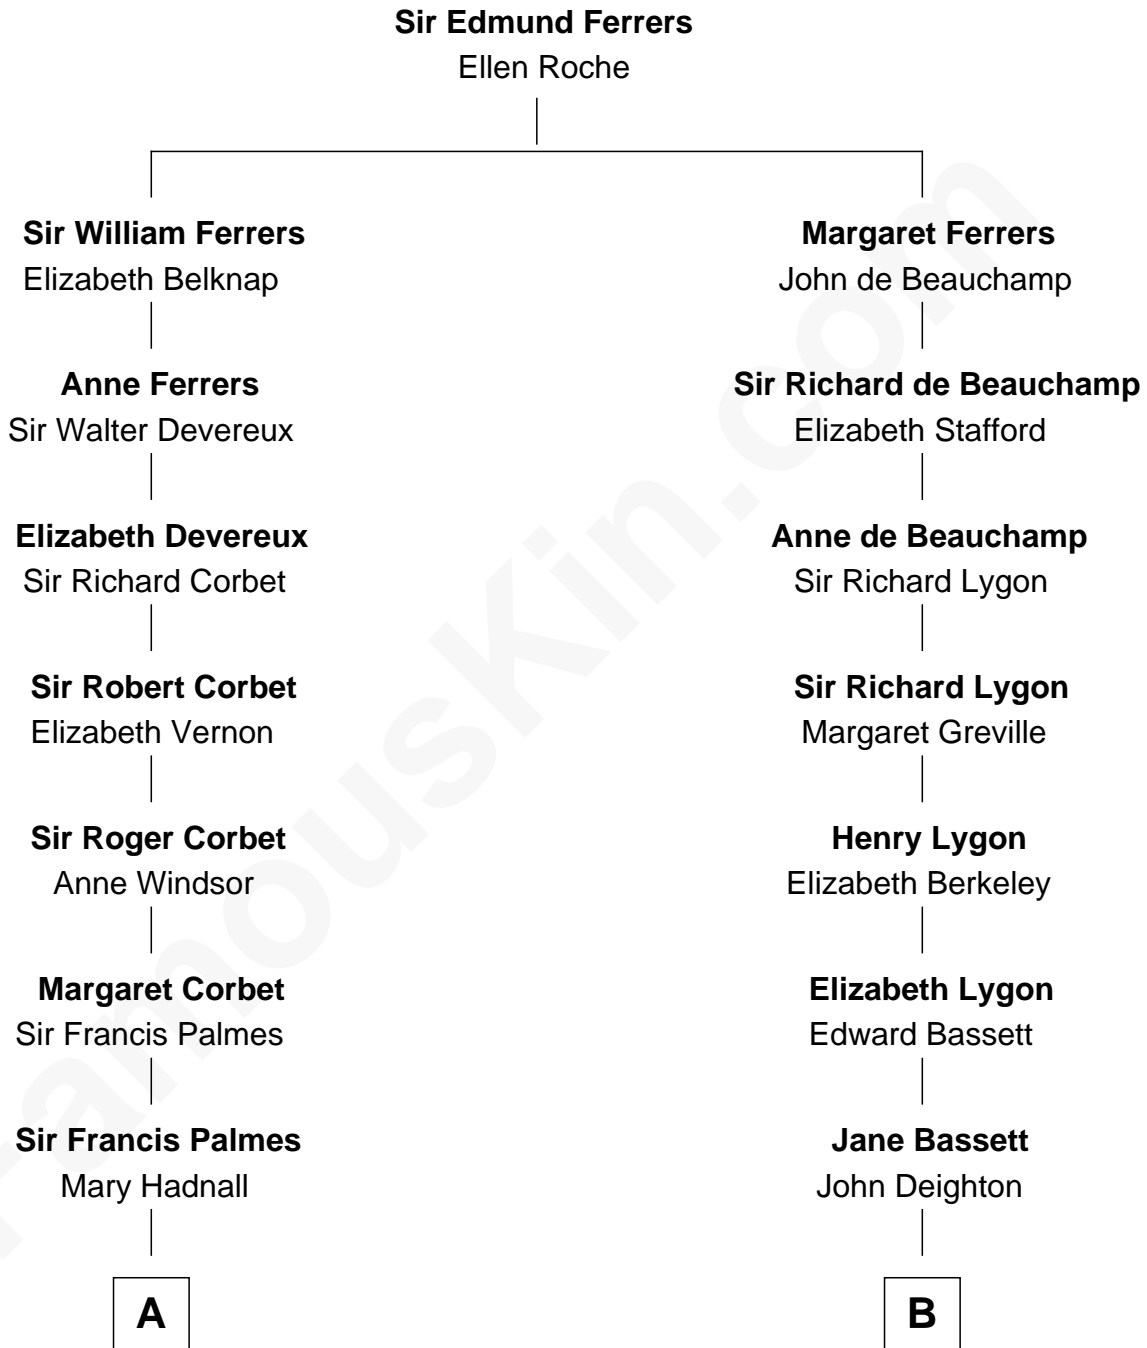 Sir Edmund Ferrers
Ellen Roche
Sir William Ferrers
Elizabeth Belknap
Margaret Ferrers
John de Beauchamp
Anne Ferrers
Sir Walter Devereux
Sir Richard de Beauchamp
Elizabeth Stafford
Elizabeth Devereux
Sir Richard Corbet
Anne de Beauchamp
Sir Richard Lygon
Sir Robert Corbet
Elizabeth Vernon
Sir Richard Lygon
Margaret Greville
Sir Roger Corbet
Anne Windsor
Henry Lygon
Elizabeth Berkeley
Margaret Corbet
Sir Francis Palmes
Elizabeth Lygon
Edward Bassett
Sir Francis Palmes
Mary Hadnall
Jane Bassett
John Deighton
A
B
FamousKin.com